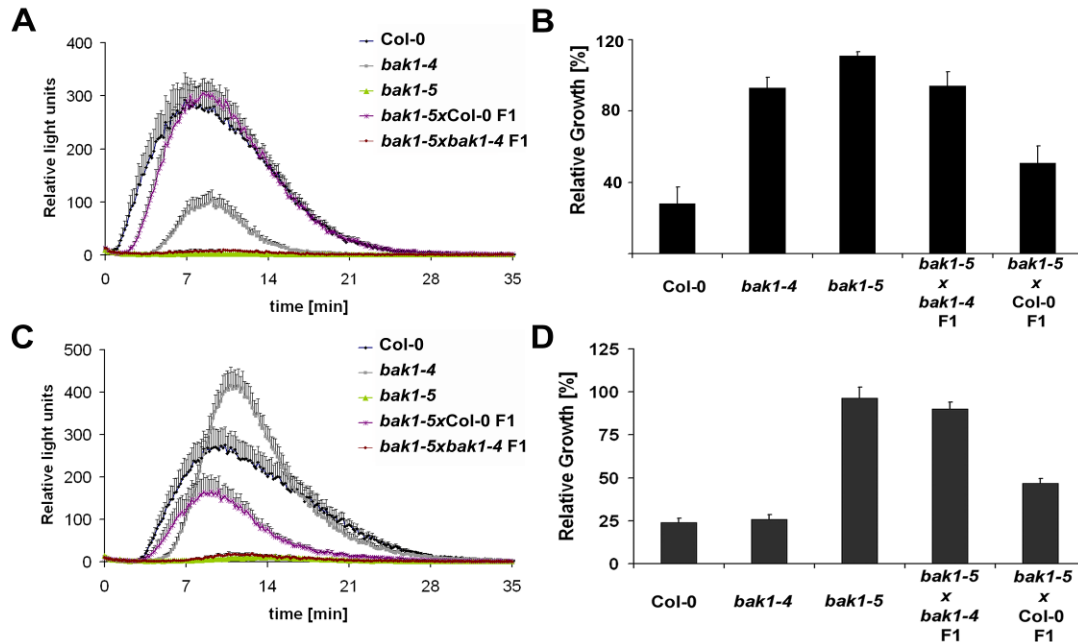 A
Relative light units
400
300
200
100
0
0 7 14 21 28 35
time [min]
Col-0
bak1-4
bak1-5
bak1-5xCol-0 F1
bak1-5xbak1-4 F1
B
Relative Growth [%]
120
80
40
Col-0
bak1-4
bak1-5
bak1-5
x
bak1-4
F1
bak1-5
x
Col-0
F1
C
Relative light units
500
400
300
200
100
0
0 7 14 21 28 35
time [min]
Col-0
bak1-4
bak1-5
bak1-5xCol-0 F1
bak1-5xbak1-4 F1
D
Relative Growth [%]
125
100
75
50
25
0
Col-0
bak1-4
bak1-5
bak1-5
x
bak1-4
F1
bak1-5
x
Col-0
F1